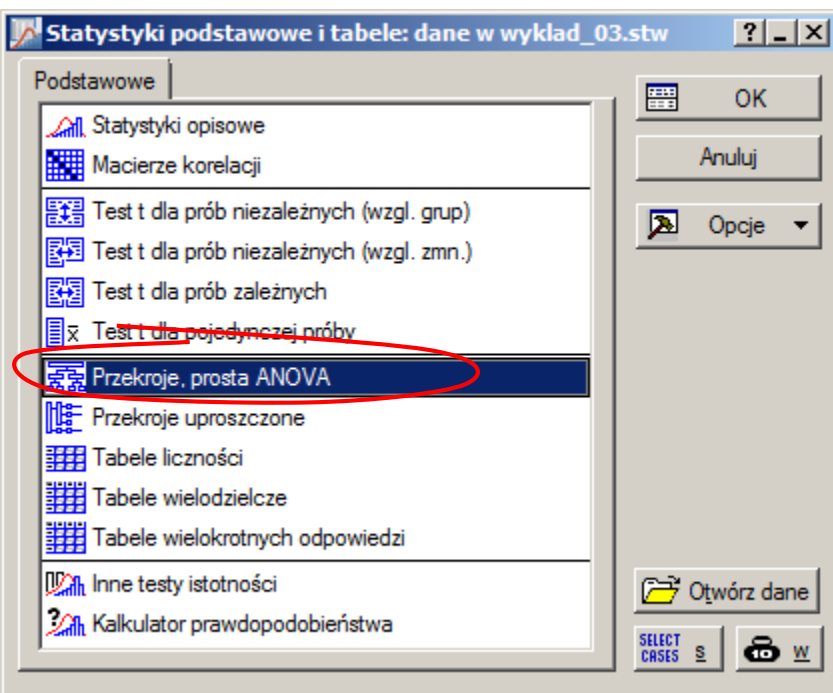 Statystyki podstawowe i tabele: dane w wyklad_03.stw
Podstawowe
Statystyki opisowe
Macierze korelacji
Test t dla prób niezależnych (wzgl. grup)
Test t dla prób niezależnych (wzgl. zmn.)
Test t dla prób zależnych
Test t dla pojedynczej próby
Przekroje, prosta ANOVA
Przekroje uproszczone
Tabele liczności
Tabele wielodzielcze
Tabele wielokrotnych odpowiedzi
Inne testy istotności
Kalkulator prawdopodobieństwa
OK
Anuluj
Opcje
Otwórz dane
SELECT CASES S
10 W